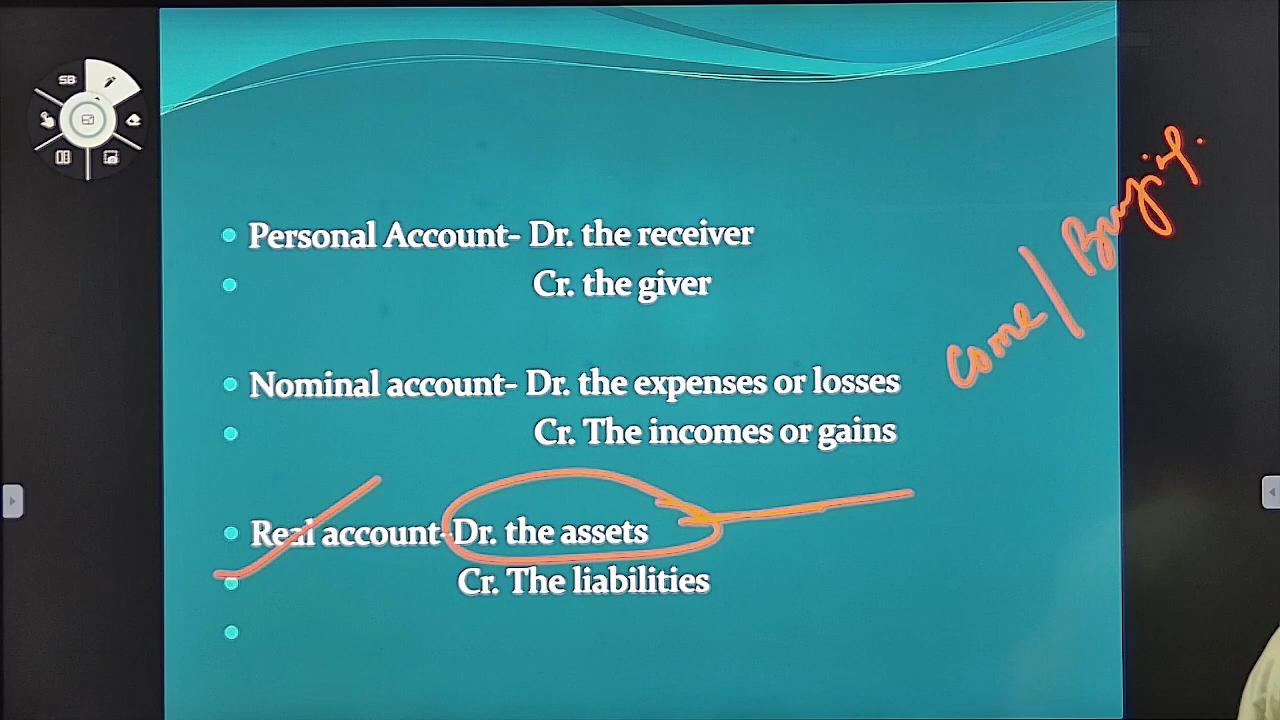 SB
Personal Account- Dr. the receiver
Cr. the giver
Nominal account- Dr. the expenses or losses
Cr. The incomes or gains
Real account-Dr. the assets
Cr. The liabilities
Come/